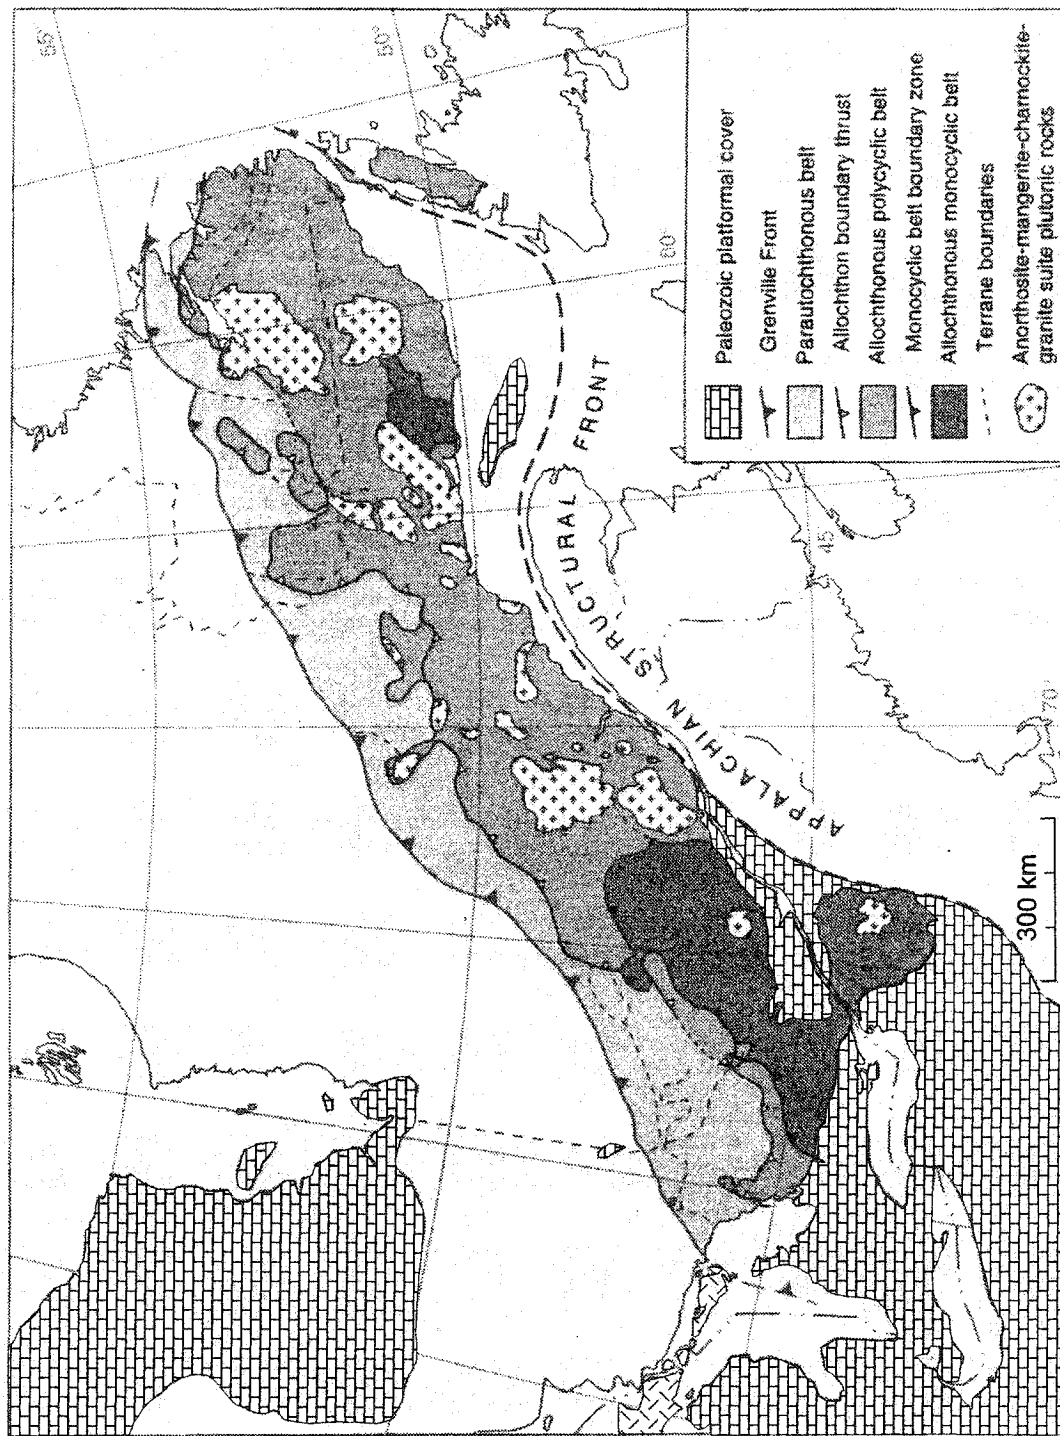 55°
50°
60°
45
70°
APPALACHIAN STRUCTURAL FRONT
300 km
Paleozoic platformal cover
Grenville Front
Parautochthonous belt
Allochthon boundary thrust
Allochthonous polycyclic belt
Monocyclic belt boundary zone
Allochthonous monocyclic belt
Terrane boundaries
Anorthosite-mangerite-charnockite-
granite suite plutonic rocks